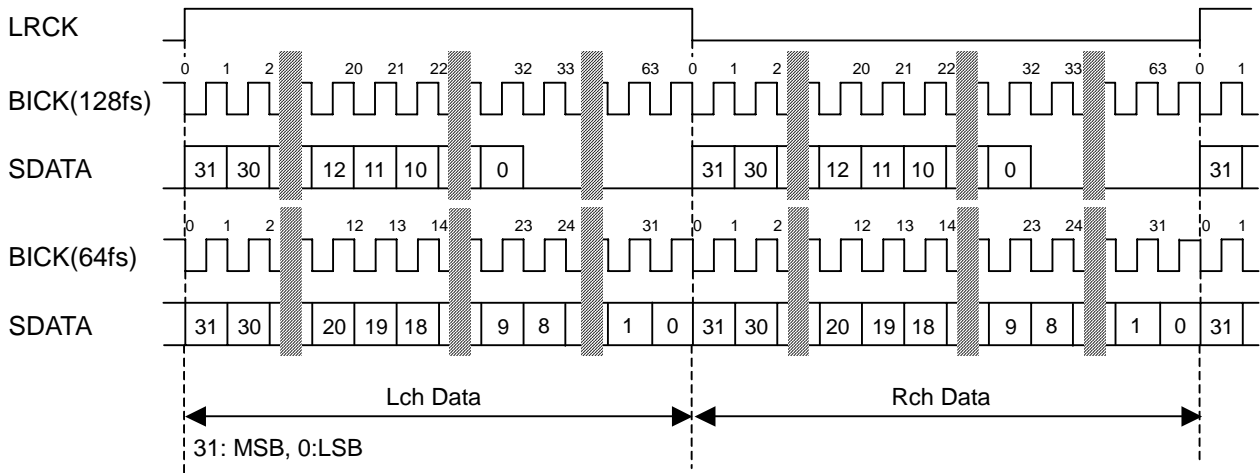 LRCK
0 1 2 20 21 22 32 33 63 0 1 2 20 21 22 32 33 63 0 1
BICK(128fs)
SDATA 31 30 12 11 10 0 31 30 12 11 10 0 31
0 1 2 12 13 14 23 24 31 0 1 2 12 13 14 23 24 31 0 1
BICK(64fs)
SDATA 31 30 20 19 18 9 8 1 0 31 30 20 19 18 9 8 1 0 31
Lch Data Rch Data
31: MSB, 0:LSB